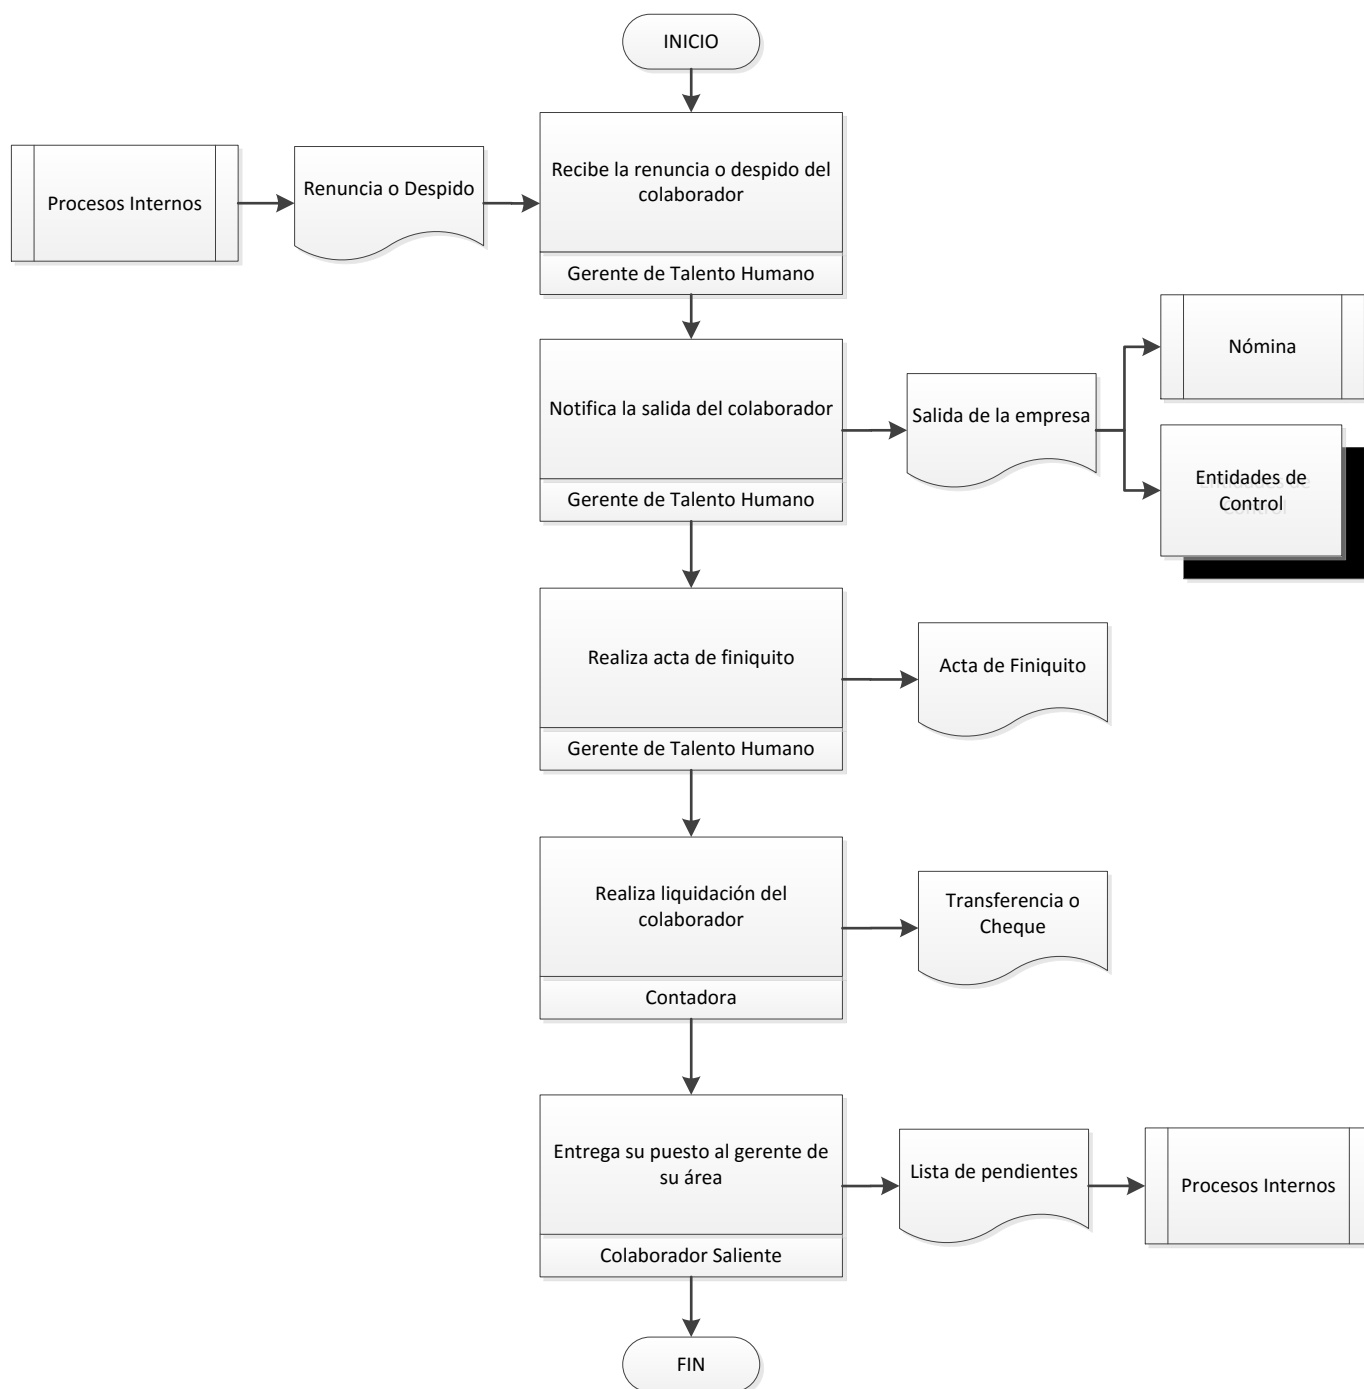 INICIO
Procesos Internos
Renuncia o Despido
Recibe la renuncia o despido del
colaborador
Gerente de Talento Humano
Notifica la salida del colaborador
Gerente de Talento Humano
Salida de la empresa
Nómina
Entidades de
Control
Realiza acta de finiquito
Gerente de Talento Humano
Acta de Finiquito
Realiza liquidación del
colaborador
Contadora
Transferencia o
Cheque
Entrega su puesto al gerente de
su área
Colaborador Saliente
Lista de pendientes
Procesos Internos
FIN